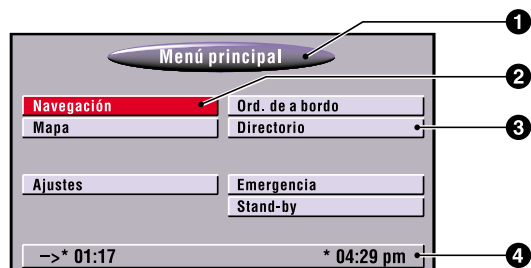 Menú principal
1
2
Navegación Ord. de a bordo
Mapa Directorio
3
Ajustes Emergencia
Stand-by
–>* 01:17 * 04:29 pm
4